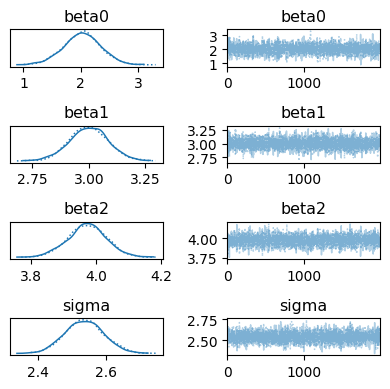 beta0 beta0
3
2
1
1 2 3 0 1000
beta1 beta1
3.25
3.00
2.75
2.75 3.00 3.25 0 1000
beta2 beta2
4.00
3.75
3.8 4.0 4.2 0 1000
sigma sigma
2.75
2.50
2.4 2.6 0 1000